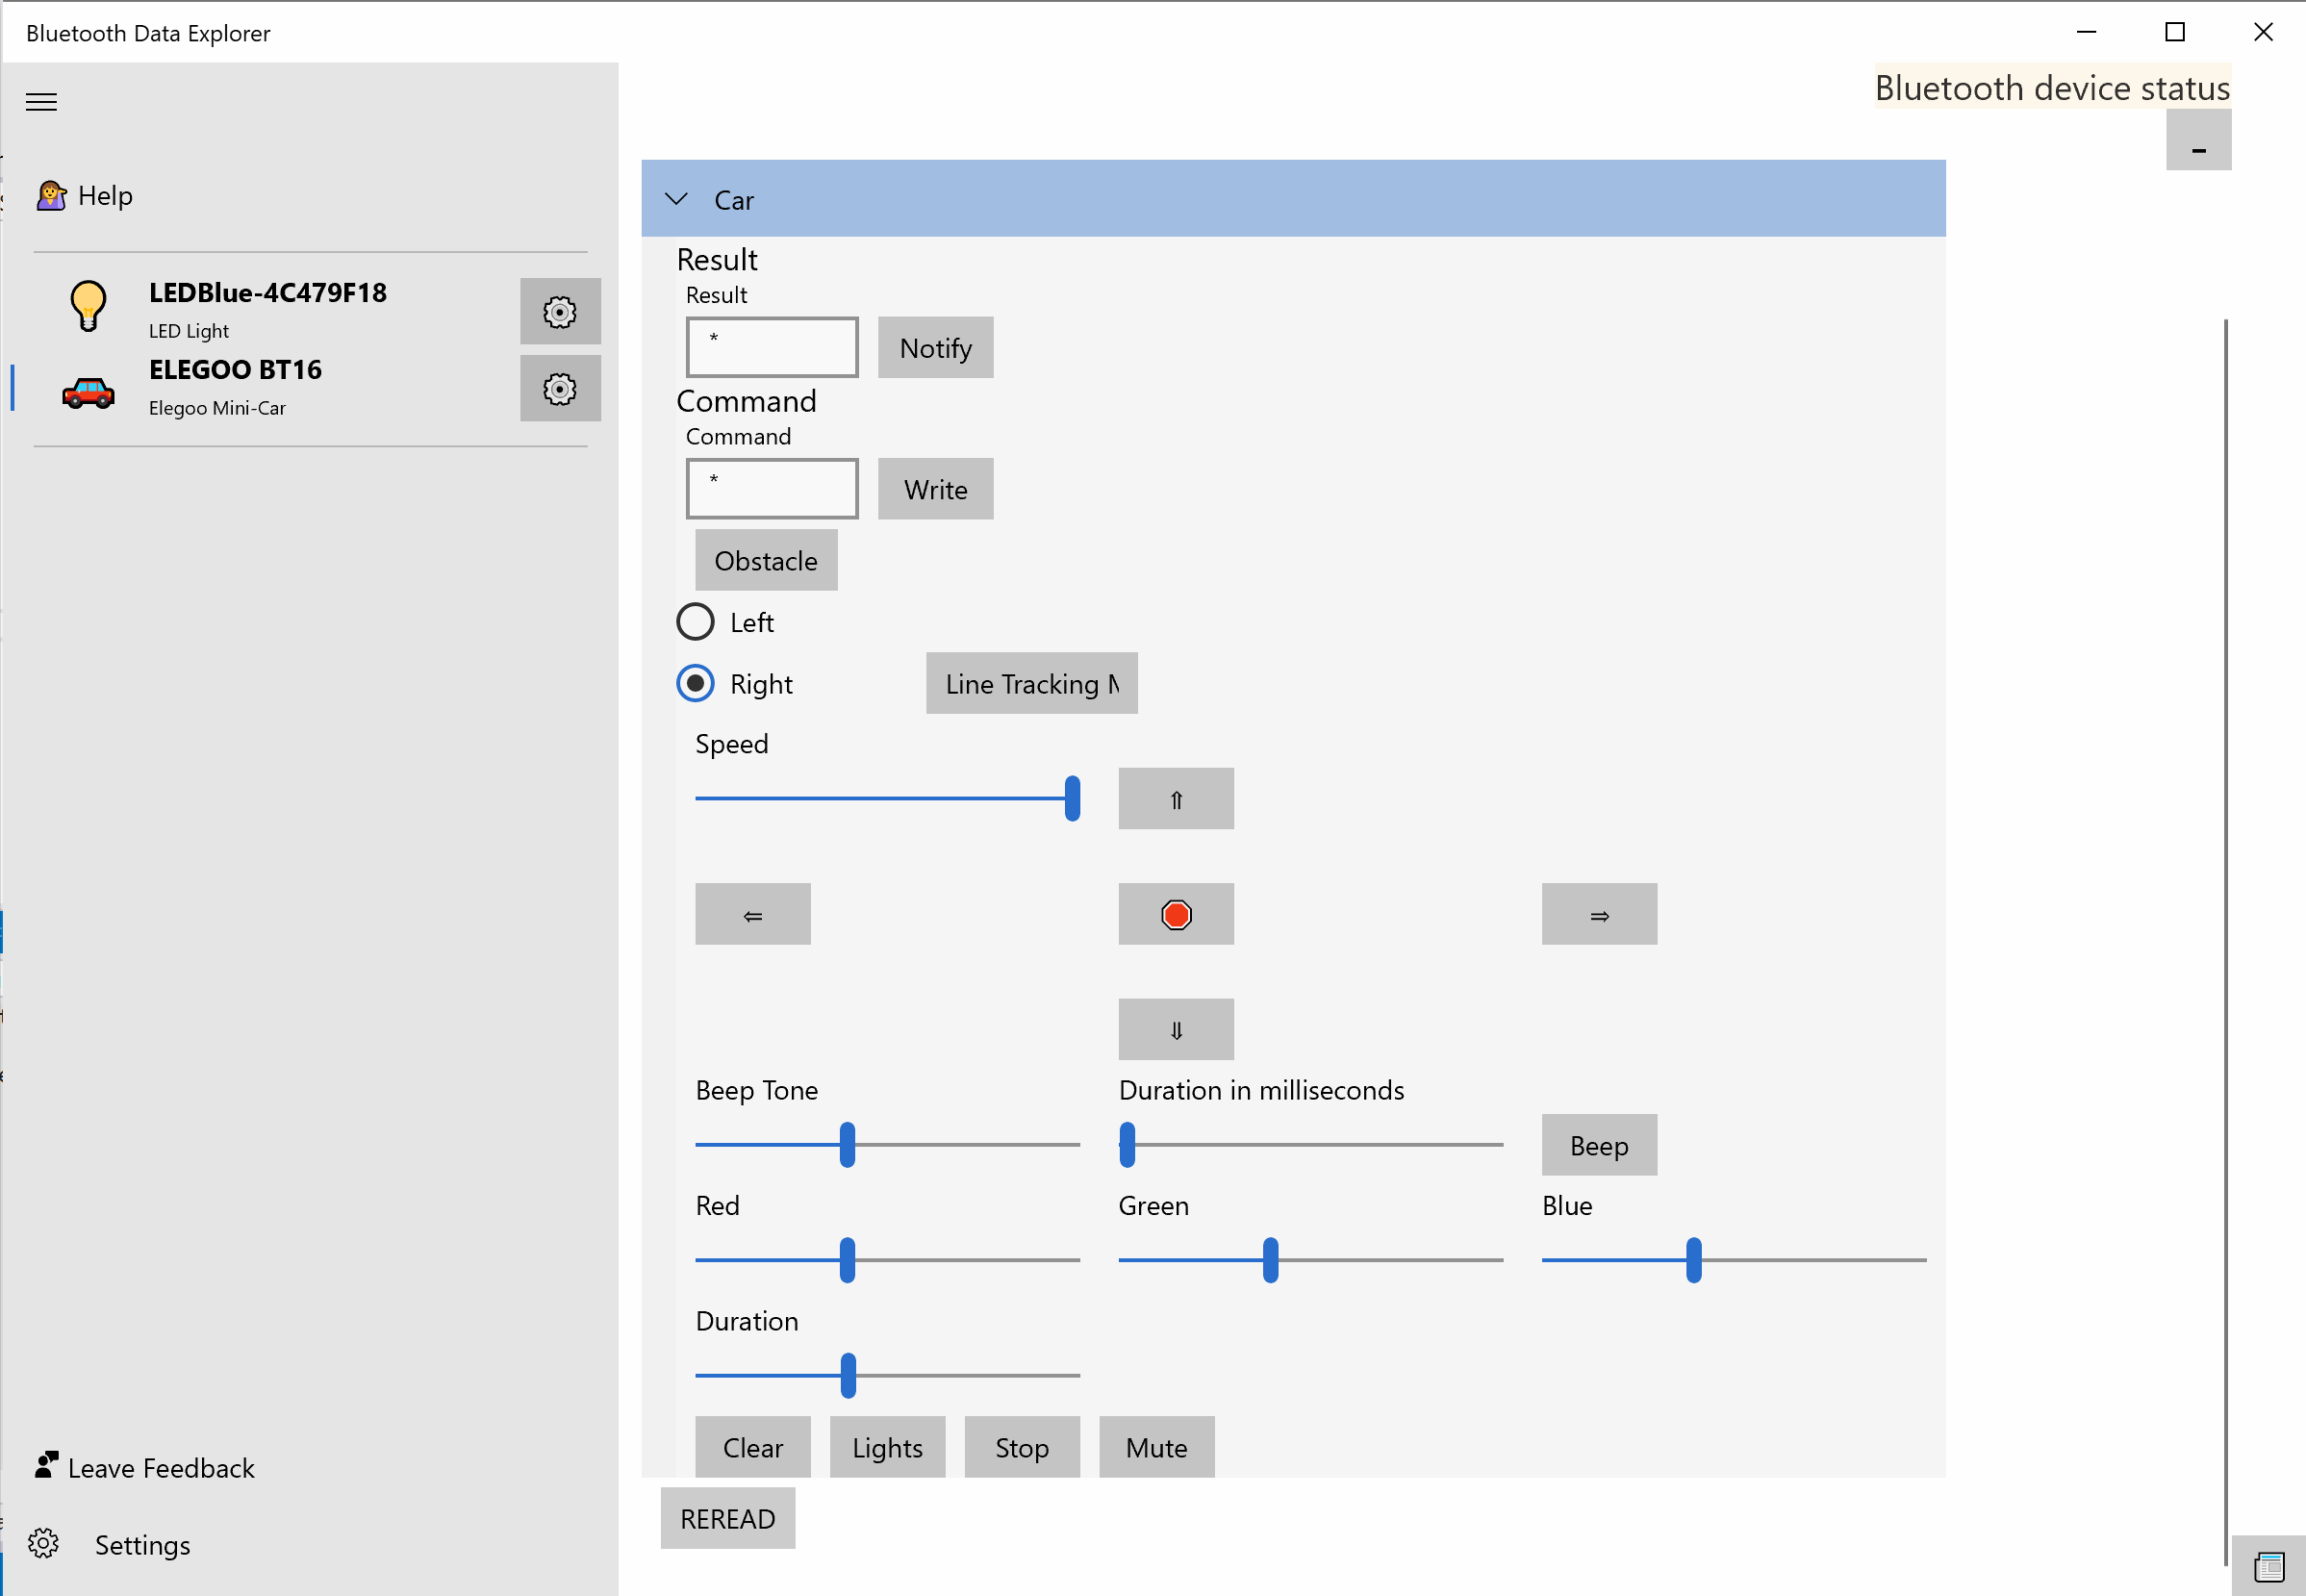 Bluetooth Data Explorer
Bluetooth device status
-
Help
LEDBlue-4C479F18
LED Light
ELEGOO BT16
Elegoo Mini-Car
Leave Feedback
Settings
Car
Result
Result
*
Notify
Command
Command
*
Write
Obstacle
Left
Right
Line Tracking
Speed
⇑
⇐
⇒
⇓
Beep Tone
Duration in milliseconds
Beep
Red
Green
Blue
Duration
Clear
Lights
Stop
Mute
REREAD